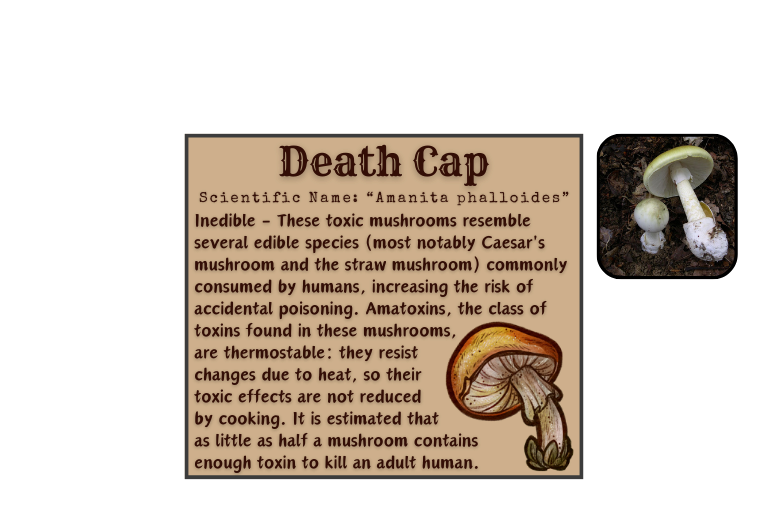 Death Cap
Scientific Name: “Amanita phalloides”
Inedible – These toxic mushrooms resemble
several edible species (most notably Caesar's
mushroom and the straw mushroom) commonly
consumed by humans, increasing the risk of
accidental poisoning. Amatoxins, the class of
toxins found in these mushrooms,
are thermostable: they resist
changes due to heat, so their
toxic effects are not reduced
by cooking. It is estimated that
as little as half a mushroom contains
enough toxin to kill an adult human.